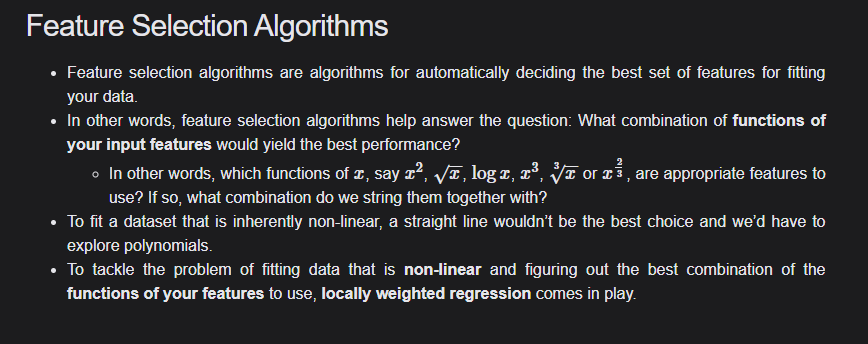 Feature Selection Algorithms
• Feature selection algorithms are algorithms for automatically deciding the best set of features for fitting
your data.
• In other words, feature selection algorithms help answer the question: What combination of functions of
your input features would yield the best performance?
◦ In other words, which functions of x, say x², √x, log x, x³, ∛x or x^(2/3), are appropriate features to
use? If so, what combination do we string them together with?
• To fit a dataset that is inherently non-linear, a straight line wouldn’t be the best choice and we’d have to
explore polynomials.
• To tackle the problem of fitting data that is non-linear and figuring out the best combination of the
functions of your features to use, locally weighted regression comes in play.